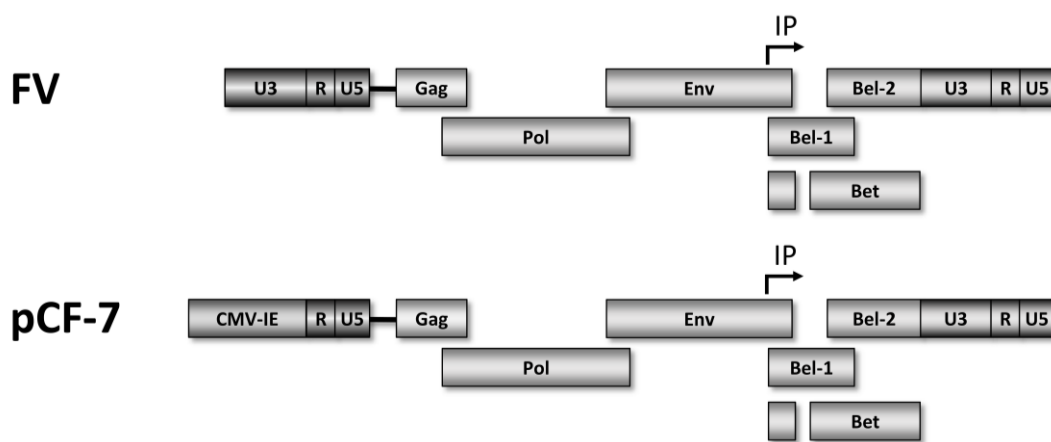 IP
FV
U3 R U5 Gag Env Bel-2 U3 R U5
Pol Bel-1
Bet
IP
pCF-7
CMV-IE R U5 Gag Env Bel-2 U3 R U5
Pol Bel-1
Bet